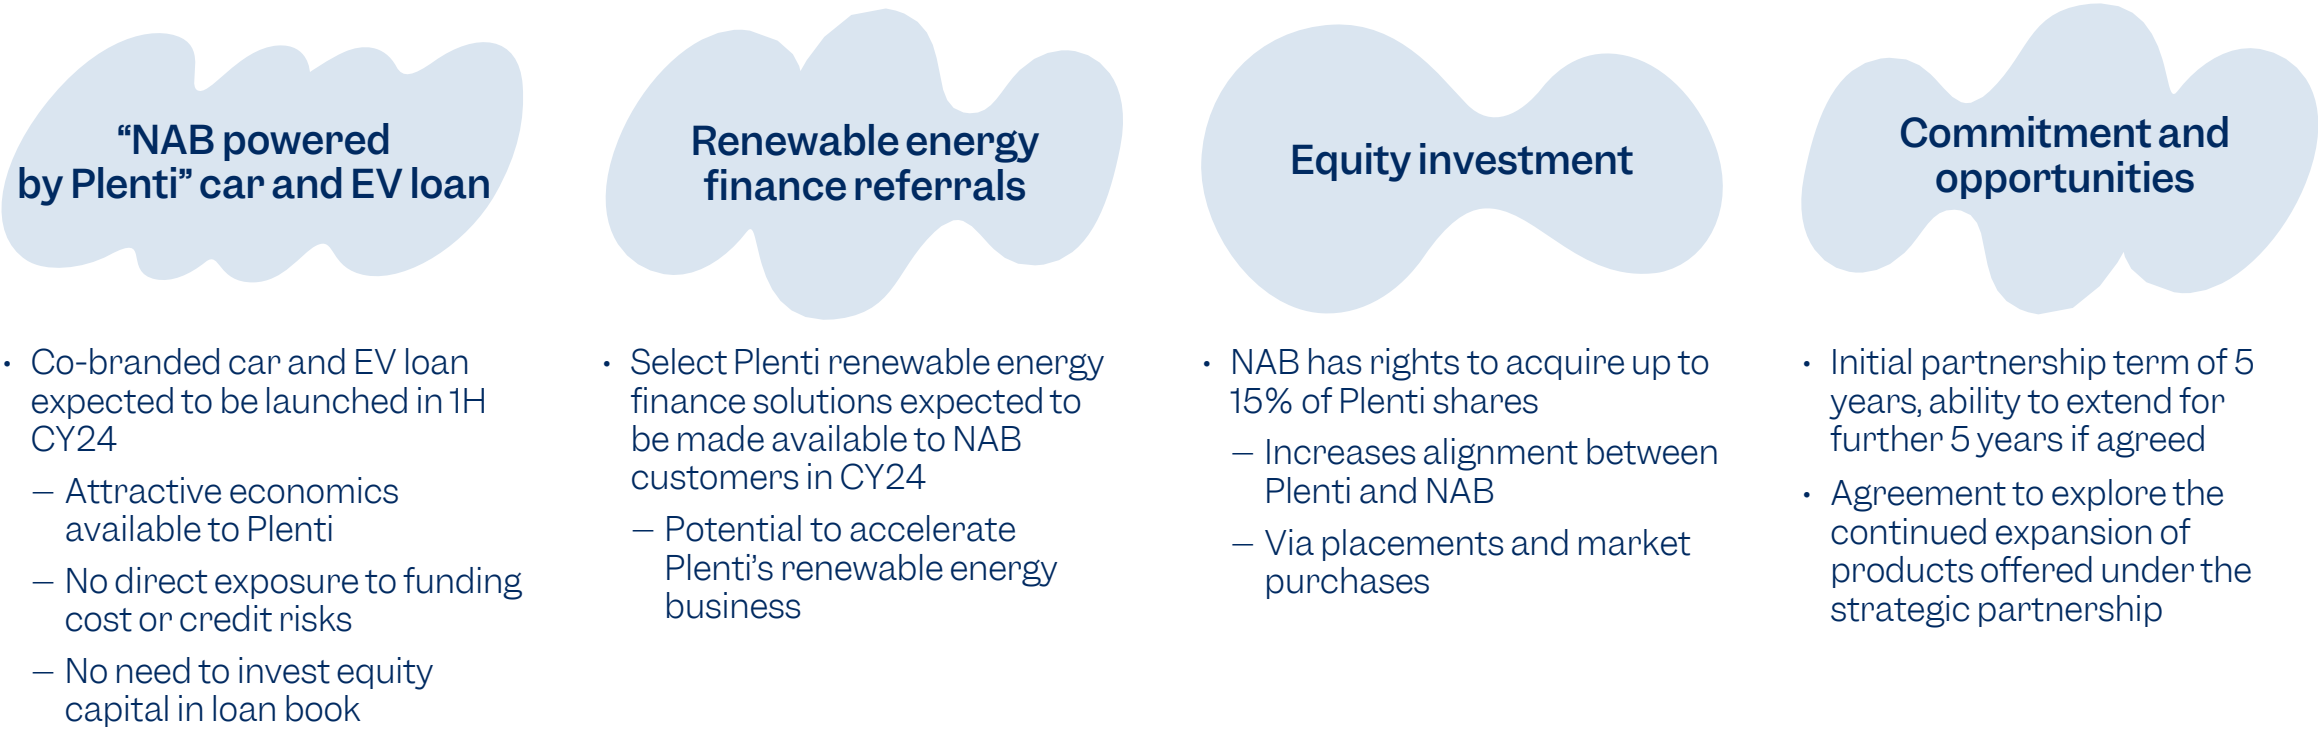 “NAB powered
by Plenti” car and EV loan
• Co-branded car and EV loan
expected to be launched in 1H
CY24
– Attractive economics
available to Plenti
– No direct exposure to funding
cost or credit risks
– No need to invest equity
capital in loan book
Renewable energy
finance referrals
• Select Plenti renewable energy
finance solutions expected to
be made available to NAB
customers in CY24
– Potential to accelerate
Plenti’s renewable energy
business
Equity investment
• NAB has rights to acquire up to
15% of Plenti shares
– Increases alignment between
Plenti and NAB
– Via placements and market
purchases
Commitment and
opportunities
• Initial partnership term of 5
years, ability to extend for
further 5 years if agreed
• Agreement to explore the
continued expansion of
products offered under the
strategic partnership